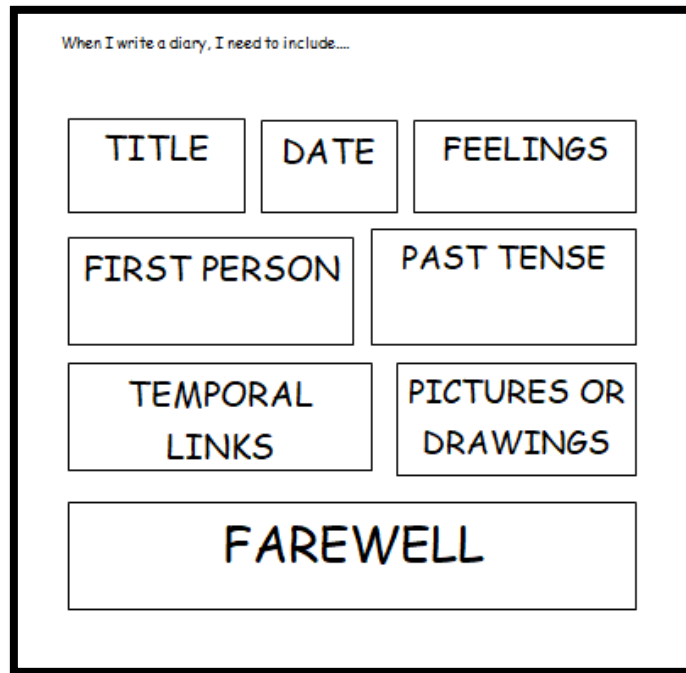 When I write a diary, I need to include....
TITLE
DATE
FEELINGS
FIRST PERSON
PAST TENSE
TEMPORAL
LINKS
PICTURES OR
DRAWINGS
FAREWELL